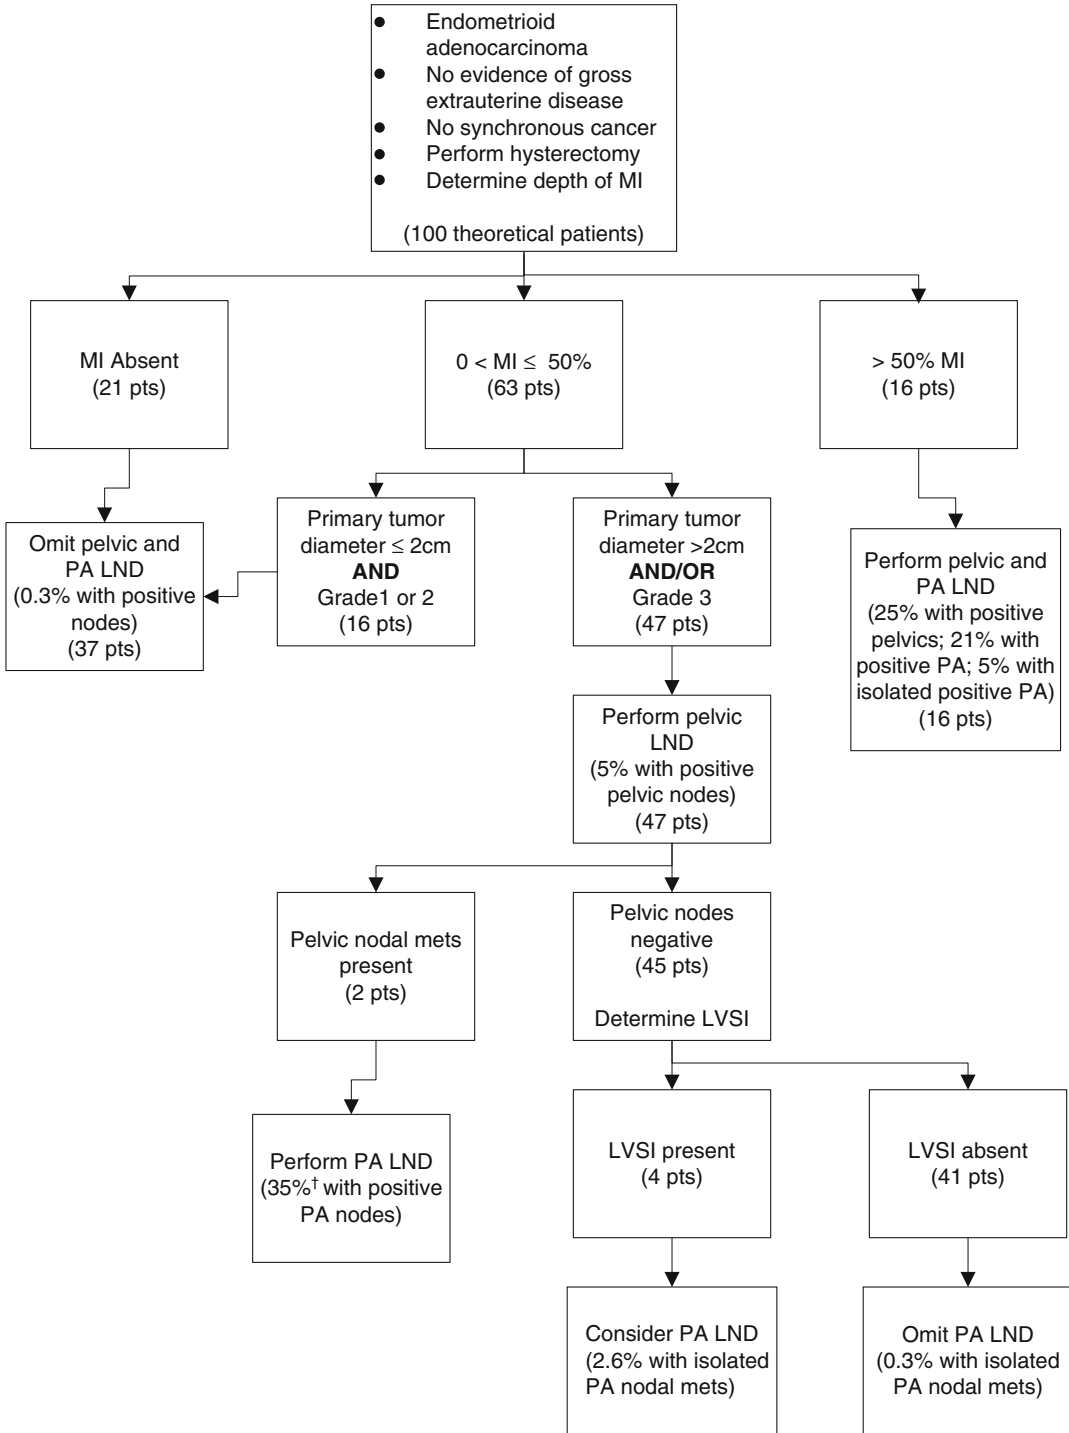 ● Endometrioid
adenocarcinoma
● No evidence of gross
extrauterine disease
● No synchronous cancer
● Perform hysterectomy
● Determine depth of MI
(100 theoretical patients)
MI Absent
(21 pts)
0 < MI ≤ 50%
(63 pts)
> 50% MI
(16 pts)
Omit pelvic and
PA LND
(0.3% with positive
nodes)
(37 pts)
Primary tumor
diameter ≤ 2cm
AND
Grade1 or 2
(16 pts)
Primary tumor
diameter >2cm
AND/OR
Grade 3
(47 pts)
Perform pelvic and
PA LND
(25% with positive
pelvics; 21% with
positive PA; 5% with
isolated positive PA)
(16 pts)
Perform pelvic
LND
(5% with positive
pelvic nodes)
(47 pts)
Pelvic nodal mets
present
(2 pts)
Pelvic nodes
negative
(45 pts)
Determine LVSI
Perform PA LND
(35%† with positive
PA nodes)
LVSI present
(4 pts)
LVSI absent
(41 pts)
Consider PA LND
(2.6% with isolated
PA nodal mets)
Omit PA LND
(0.3% with isolated
PA nodal mets)